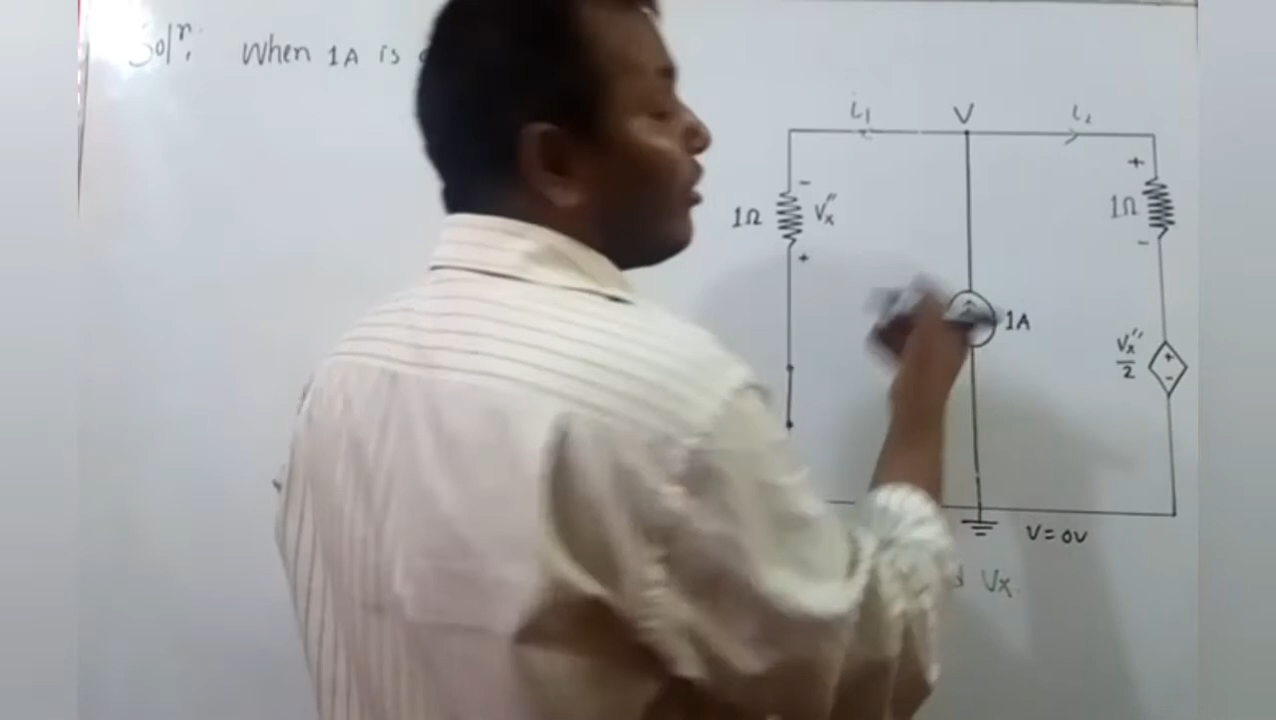 Solⁿ: When 1A is
i₁ V i₂
- +
1Ω Vx" 1Ω
+ -
1A
Vx"/2
+
-
V=0V
Vx.